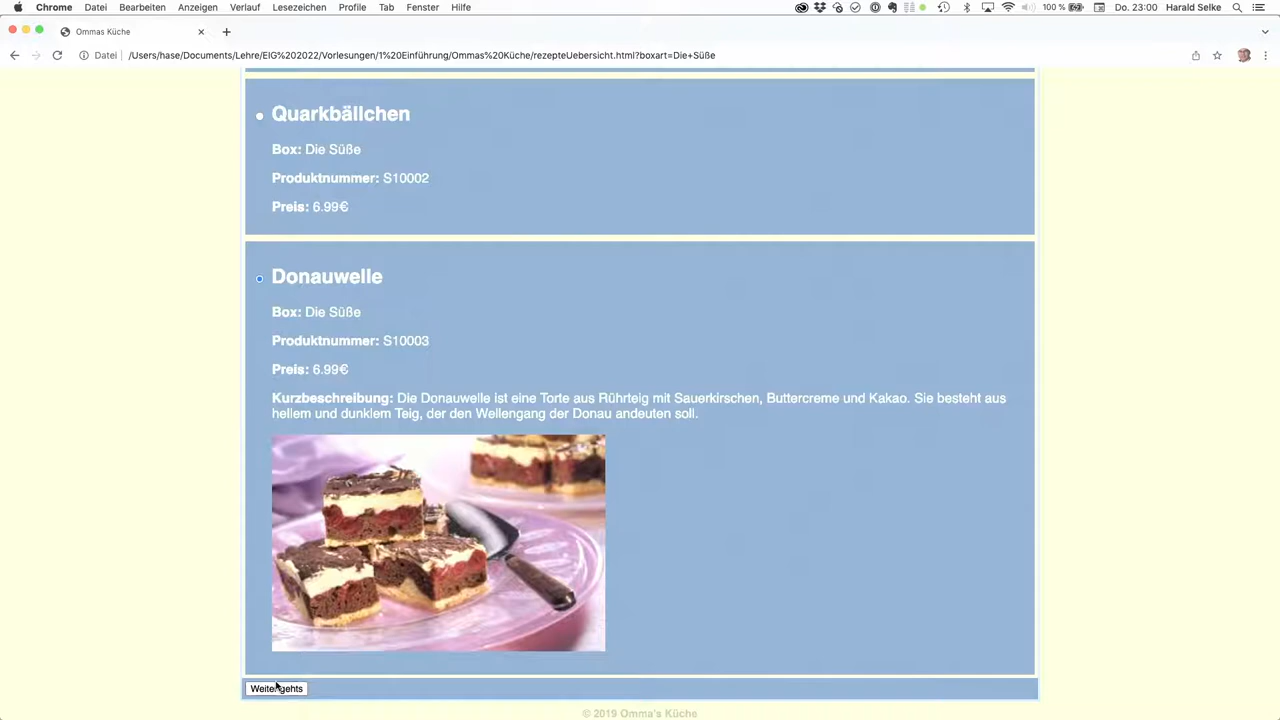 Chrome Datei Bearbeiten Anzeigen Verlauf Lesezeichen Profile Tab Fenster Hilfe 100 % Do. 23:00 Harald Selke
Ommas Küche
Datei /Users/hase/Documents/Lehre/EIG%202022/Vorlesungen/1%20Einführung/Ommas%20Küche/rezepteUebersicht.html?boxart=Die+Süße
Quarkbällchen
Box: Die Süße
Produktnummer: S10002
Preis: 6.99€
Donauwelle
Box: Die Süße
Produktnummer: S10003
Preis: 6.99€
Kurzbeschreibung: Die Donauwelle ist eine Torte aus Rührteig mit Sauerkirschen, Buttercreme und Kakao. Sie besteht aus
hellem und dunklem Teig, der den Wellengang der Donau andeuten soll.
Weiter gehts
© 2019 Omma's Küche